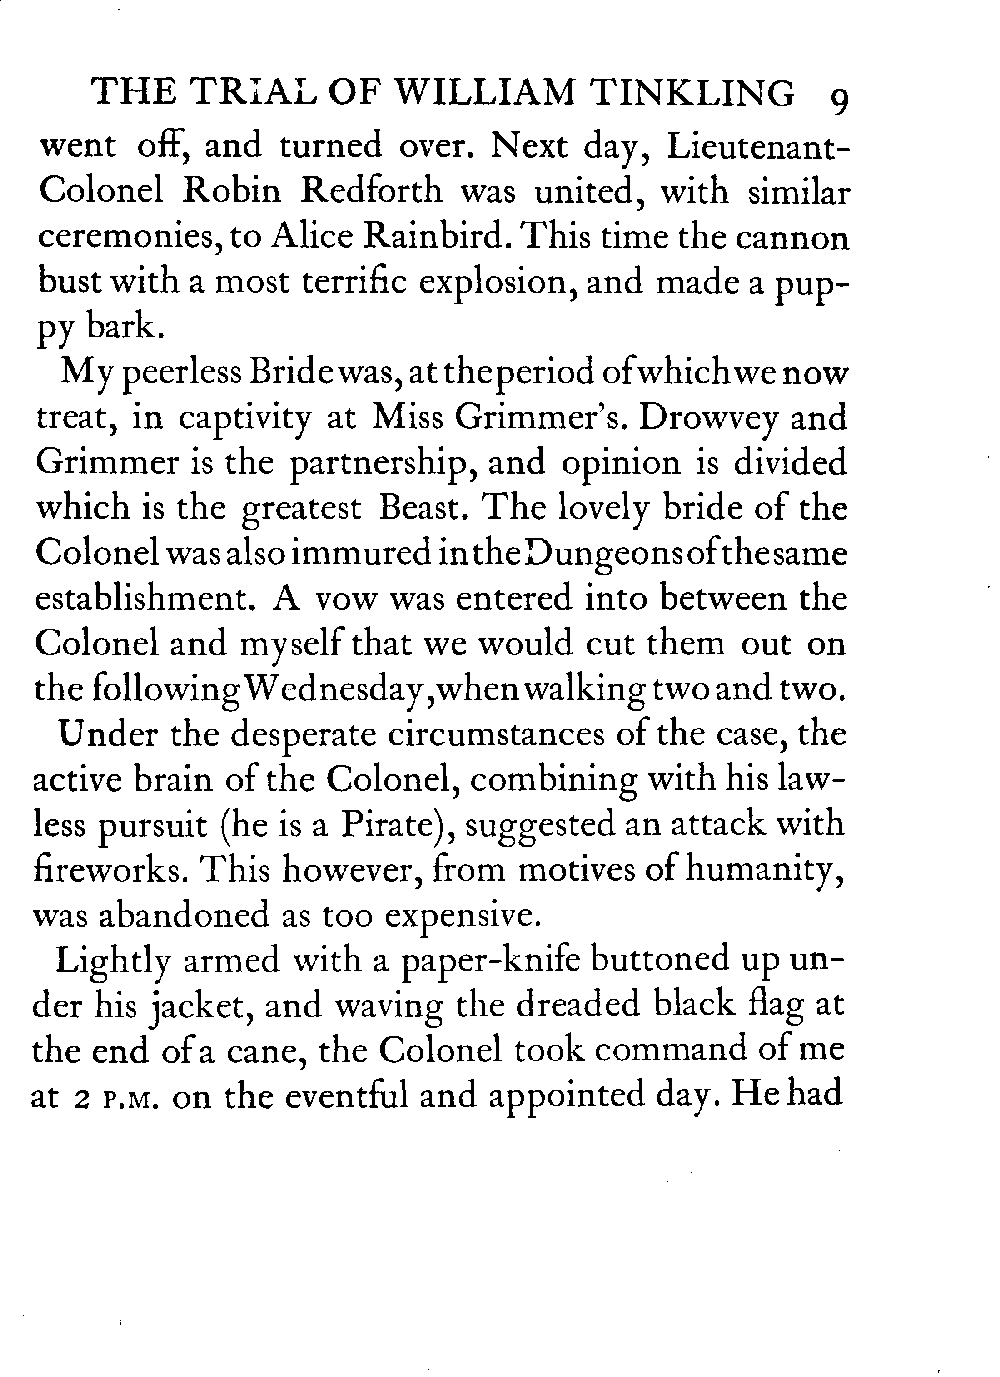 THE TRIAL OF WILLIAM TINKLING 9
went off, and turned over. Next day, Lieutenant-
Colonel Robin Redforth was united, with similar
ceremonies, to Alice Rainbird. This time the cannon
bust with a most terrific explosion, and made a pup-
py bark.
My peerless Bride was, at the period of which we now
treat, in captivity at Miss Grimmer's. Drowvey and
Grimmer is the partnership, and opinion is divided
which is the greatest Beast. The lovely bride of the
Colonel was also immured in the Dungeons of the same
establishment. A vow was entered into between the
Colonel and myself that we would cut them out on
the following Wednesday, when walking two and two.
Under the desperate circumstances of the case, the
active brain of the Colonel, combining with his law-
less pursuit (he is a Pirate), suggested an attack with
fireworks. This however, from motives of humanity,
was abandoned as too expensive.
Lightly armed with a paper-knife buttoned up un-
der his jacket, and waving the dreaded black flag at
the end of a cane, the Colonel took command of me
at 2 P.M. on the eventful and appointed day. He had